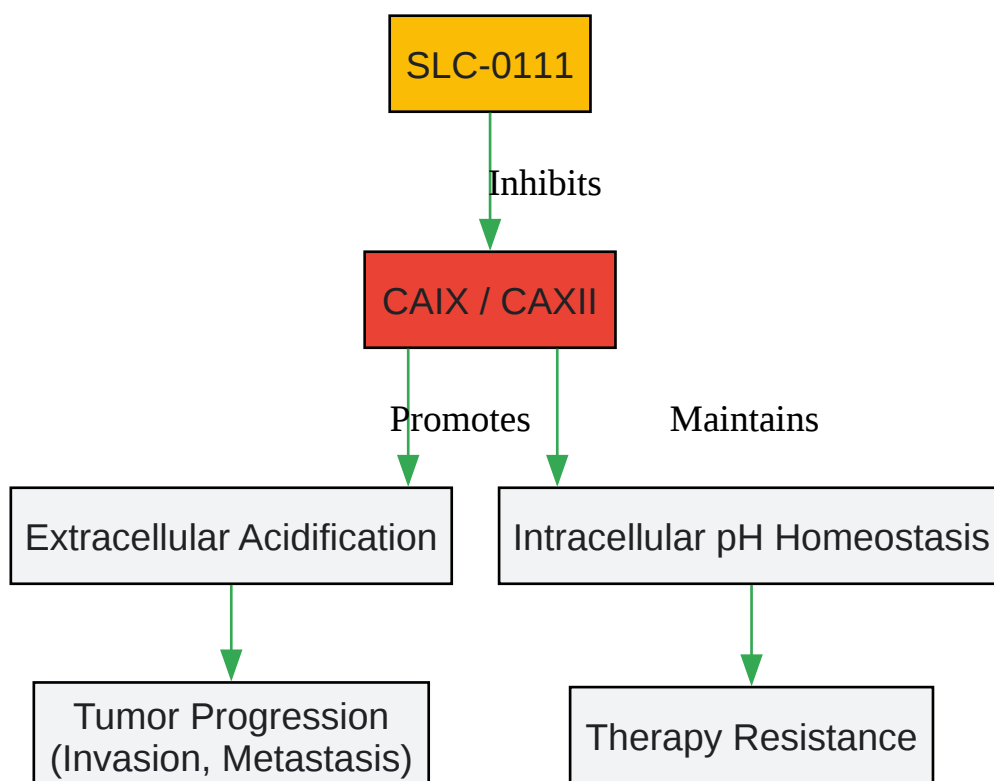 SLC-0111
Inhibits
CAIX / CAXII
Promotes
Maintains
Extracellular Acidification
Intracellular pH Homeostasis
Tumor Progression
(Invasion, Metastasis)
Therapy Resistance